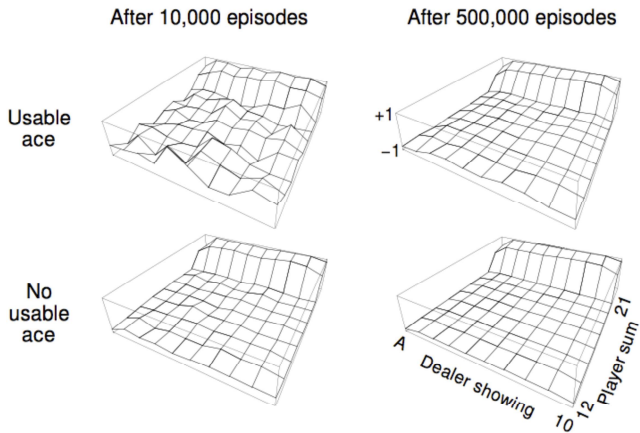 After 10,000 episodes
After 500,000 episodes
Usable
ace
+1
−1
No
usable
ace
A
Dealer showing
10
12
Player sum
21